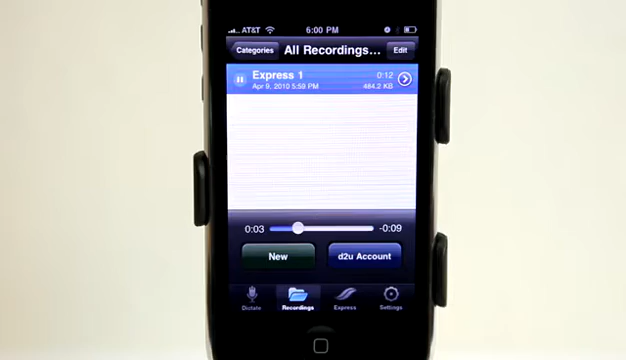 AT&T 6:00 PM
Categories All Recordings... Edit
Express 1 0:12
Apr 9, 2010 5:59 PM 484.2 KB
0:03 -0:09
New d2u Account
Dictate Recordings Express Settings